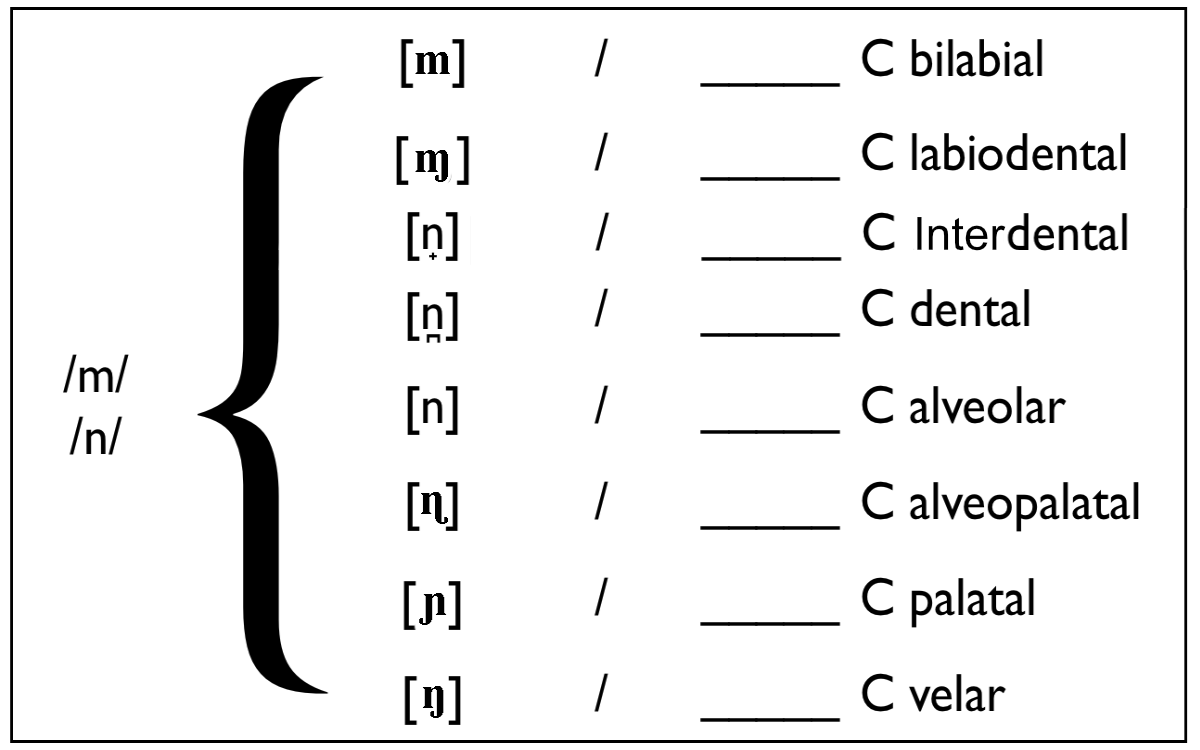 [m] / _____ C bilabial
[ɱ] / _____ C labiodental
[n̟] / _____ C Interdental
[n̪] / _____ C dental
/m/
/n/
[n] / _____ C alveolar
[ɳ] / _____ C alveopalatal
[ɲ] / _____ C palatal
[ŋ] / _____ C velar